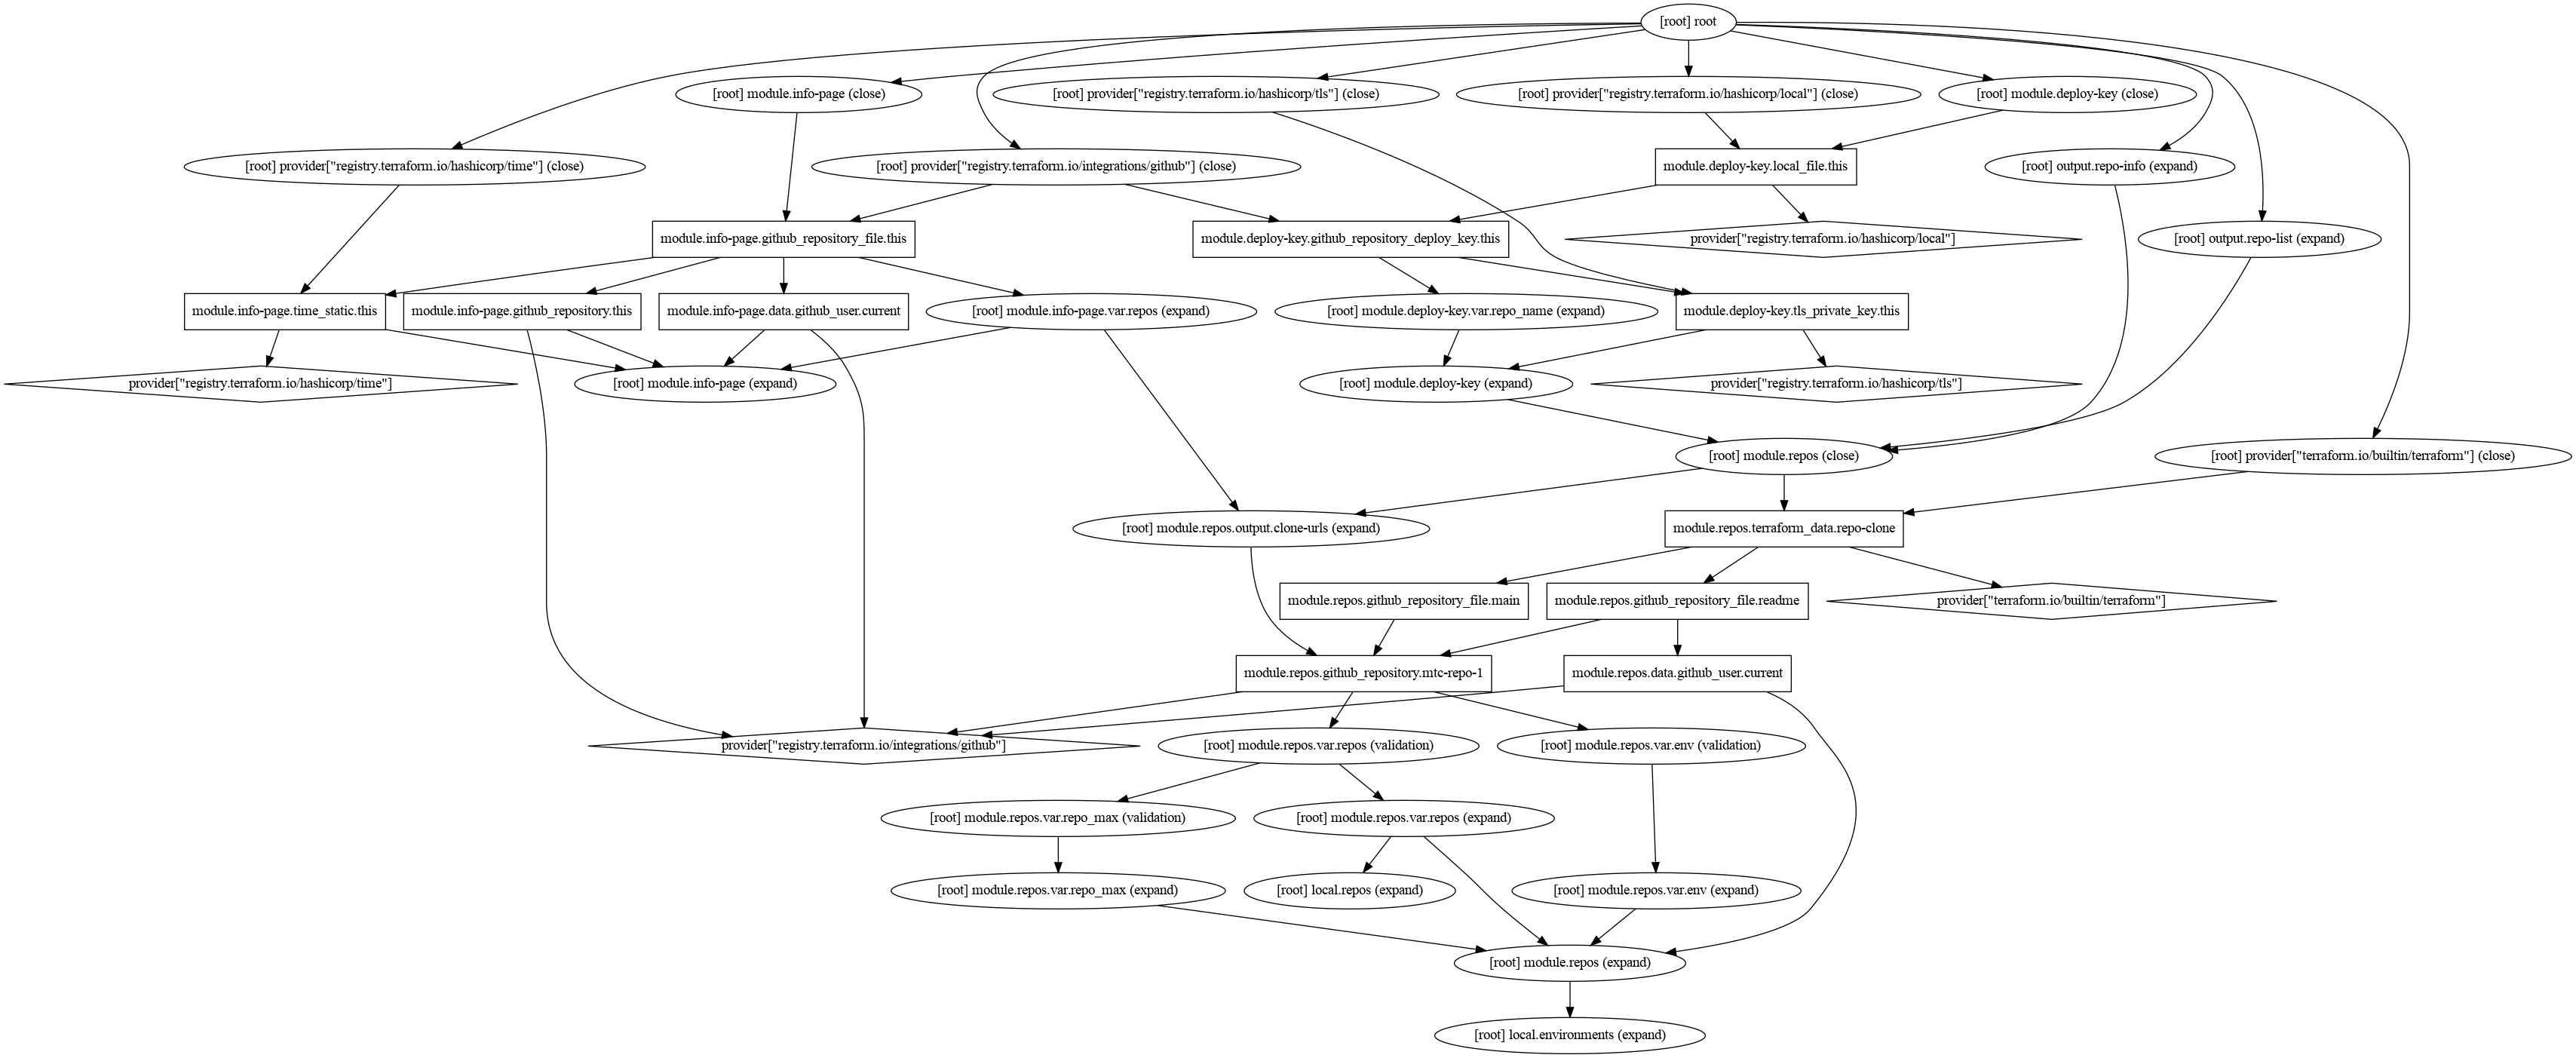 [root] root
[root] module.info-page (close)
[root] provider["registry.terraform.io/hashicorp/tls"] (close)
[root] provider["registry.terraform.io/hashicorp/local"] (close)
[root] module.deploy-key (close)
[root] provider["registry.terraform.io/hashicorp/time"] (close)
[root] provider["registry.terraform.io/integrations/github"] (close)
module.deploy-key.local_file.this
[root] output.repo-info (expand)
module.info-page.github_repository_file.this
module.deploy-key.github_repository_deploy_key.this
provider["registry.terraform.io/hashicorp/local"]
[root] output.repo-list (expand)
module.info-page.time_static.this
module.info-page.github_repository.this
module.info-page.data.github_user.current
[root] module.info-page.var.repos (expand)
[root] module.deploy-key.var.repo_name (expand)
module.deploy-key.tls_private_key.this
provider["registry.terraform.io/hashicorp/time"]
[root] module.info-page (expand)
[root] module.deploy-key (expand)
provider["registry.terraform.io/hashicorp/tls"]
[root] module.repos (close)
[root] provider["terraform.io/builtin/terraform"] (close)
[root] module.repos.output.clone-urls (expand)
module.repos.terraform_data.repo-clone
module.repos.github_repository_file.main
module.repos.github_repository_file.readme
provider["terraform.io/builtin/terraform"]
module.repos.github_repository.mtc-repo-1
module.repos.data.github_user.current
provider["registry.terraform.io/integrations/github"]
[root] module.repos.var.repos (validation)
[root] module.repos.var.env (validation)
[root] module.repos.var.repo_max (validation)
[root] module.repos.var.repos (expand)
[root] module.repos.var.repo_max (expand)
[root] local.repos (expand)
[root] module.repos.var.env (expand)
[root] module.repos (expand)
[root] local.environments (expand)